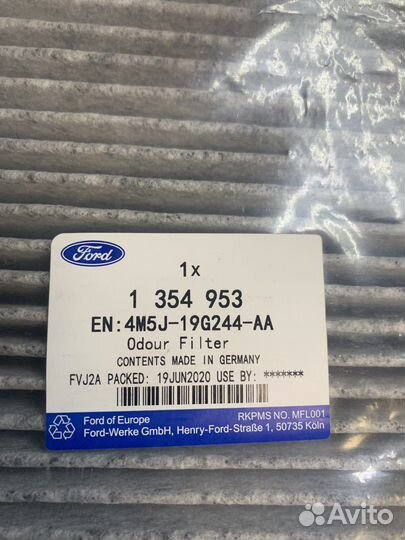 Ford
1x
1 354 953
EN:4M5J-19G244-AA
Odour Filter
CONTENTS MADE IN GERMANY
FVJ2A PACKED: 19JUN2020 USE BY: *******
Ford of Europe
RKPMS NO. MFL001
Ford-Werke GmbH, Henry-Ford-Straße 1, 50735 Köln
Avito